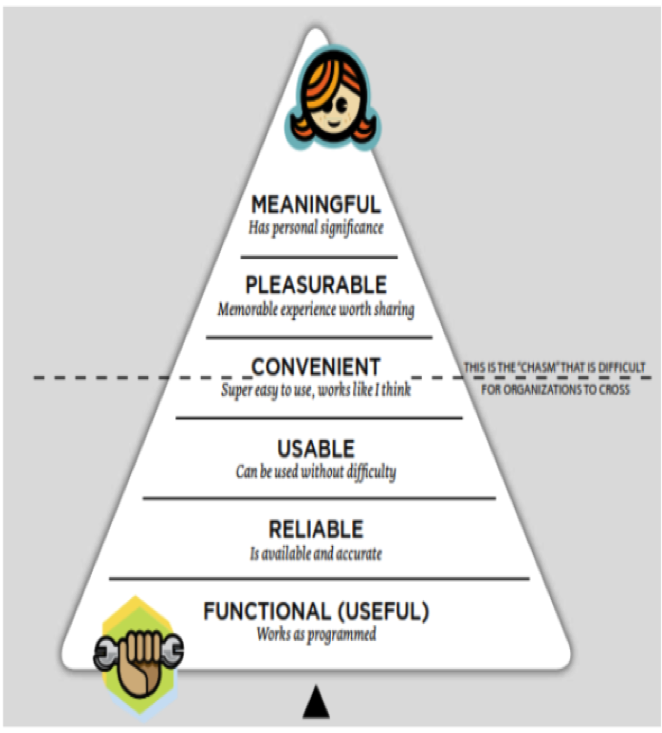 MEANINGFUL
Has personal significance
PLEASURABLE
Memorable experience worth sharing
CONVENIENT
Super easy to use, works like I think
THIS IS THE "CHASM" THAT IS DIFFICULT
FOR ORGANIZATIONS TO CROSS
USABLE
Can be used without difficulty
RELIABLE
Is available and accurate
FUNCTIONAL (USEFUL)
Works as programmed